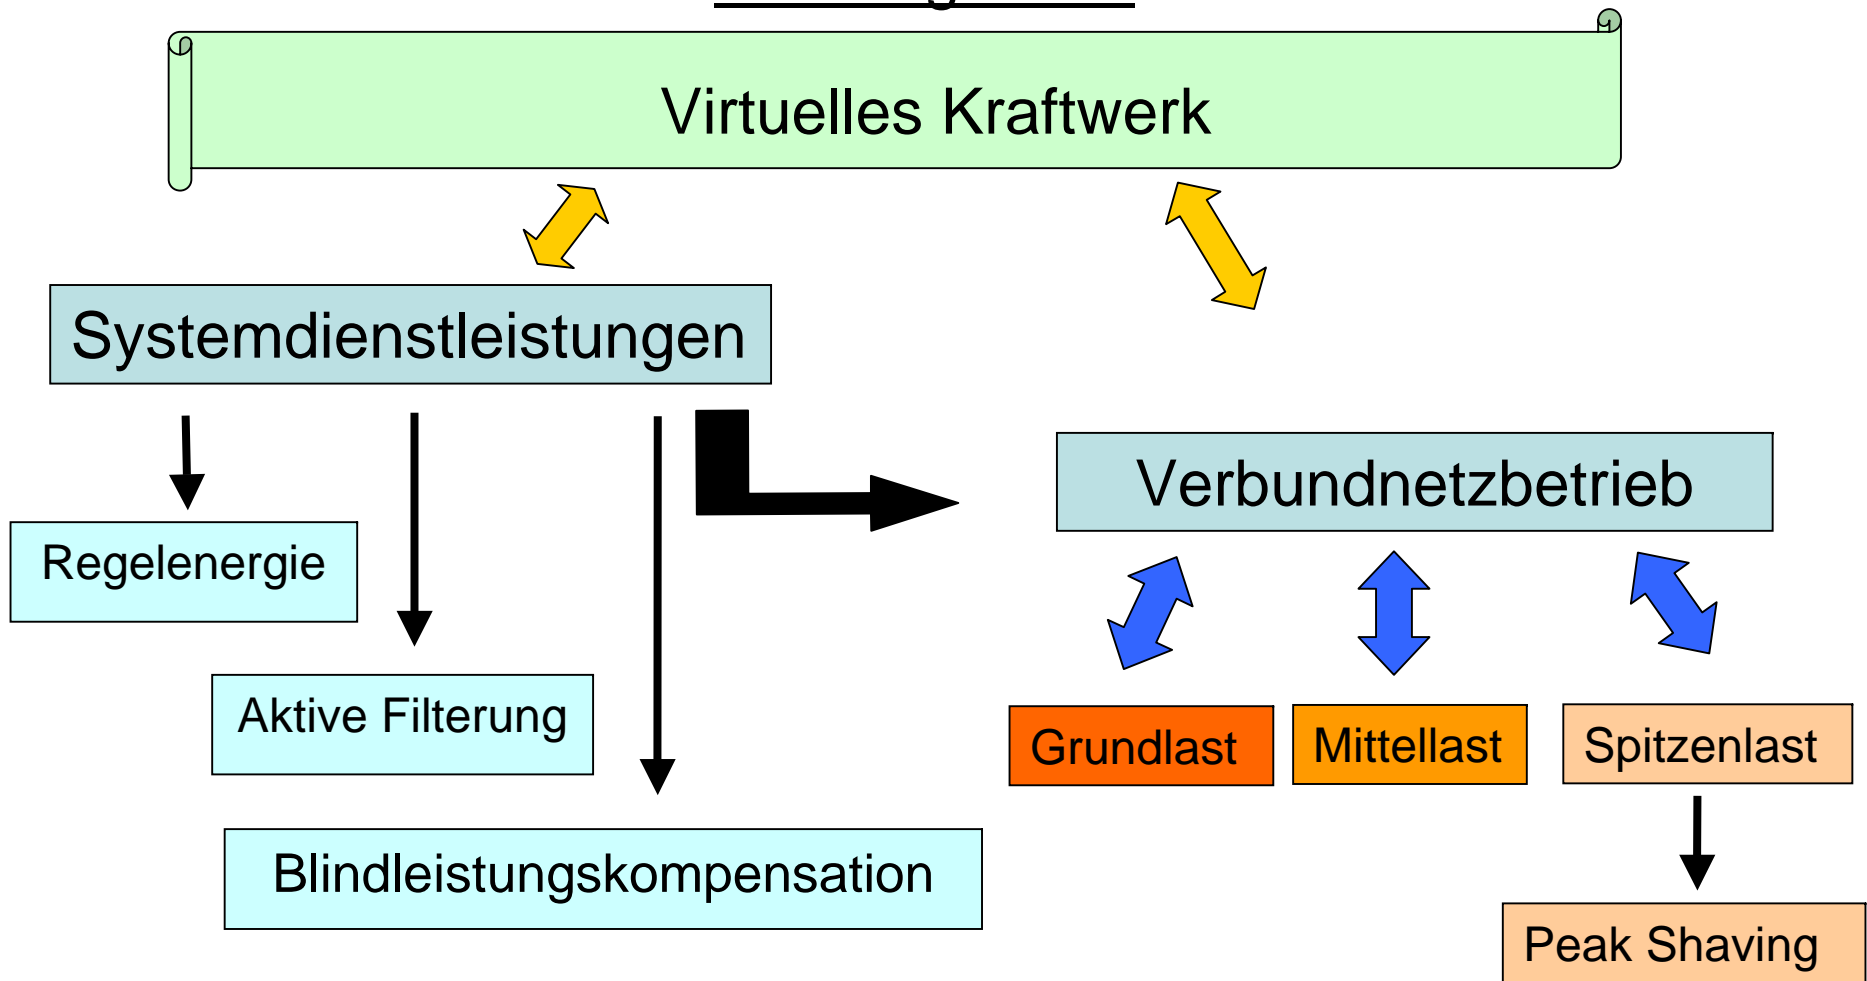 Virtuelles Kraftwerk
Systemdienstleistungen
Regelenergie
Aktive Filterung
Blindleistungskompensation
Verbundnetzbetrieb
Grundlast
Mittellast
Spitzenlast
Peak Shaving